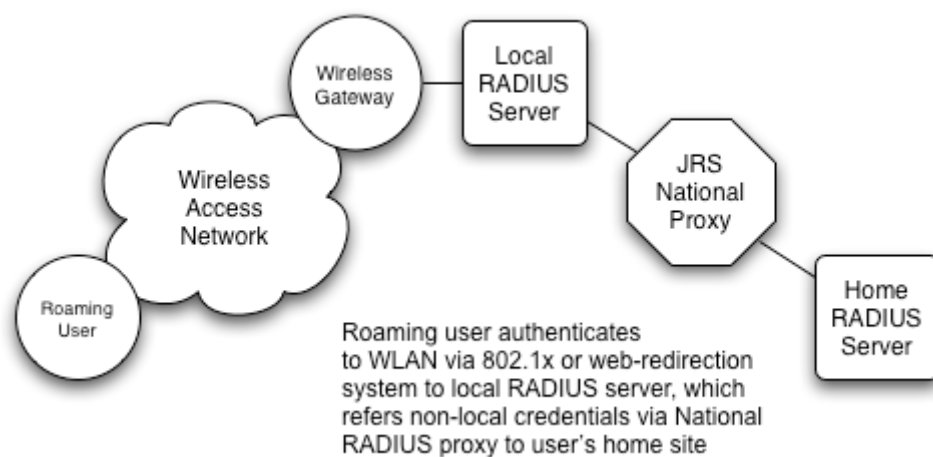 Wireless
Gateway
Local
RADIUS
Server
Wireless
Access
Network
JRS
National
Proxy
Roaming
User
Home
RADIUS
Server
Roaming user authenticates
to WLAN via 802.1x or web-redirection
system to local RADIUS server, which
refers non-local credentials via National
RADIUS proxy to user's home site